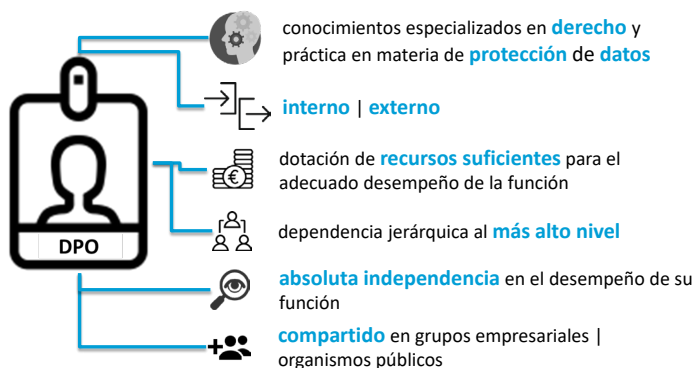 conocimientos especializados en derecho y
práctica en materia de protección de datos
interno | externo
dotación de recursos suficientes para el
adecuado desempeño de la función
dependencia jerárquica al más alto nivel
DPO
absoluta independencia en el desempeño de su
función
compartido en grupos empresariales |
organismos públicos